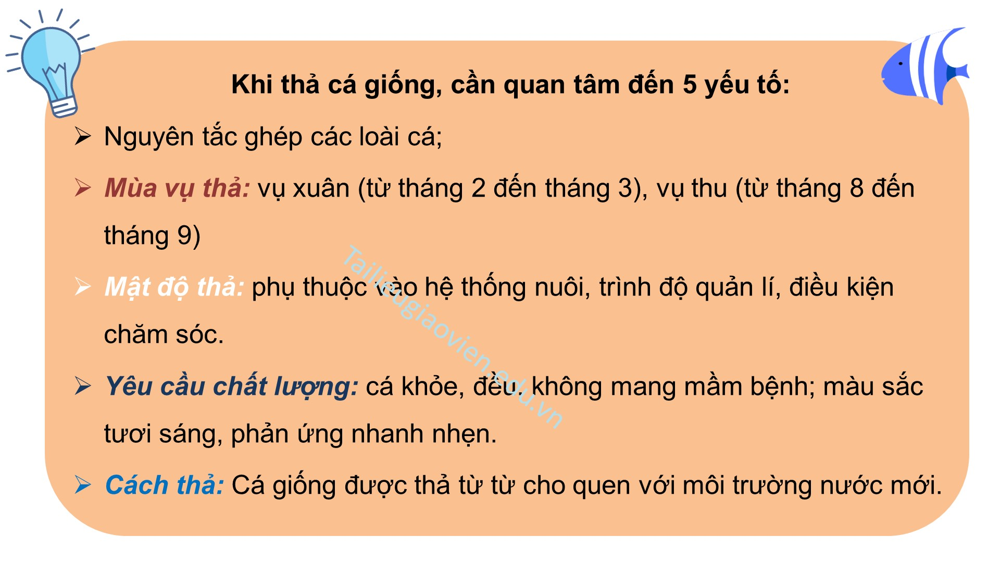 Khi thả cá giống, cần quan tâm đến 5 yếu tố:
Nguyên tắc ghép các loài cá;
Mùa vụ thả: vụ xuân (từ tháng 2 đến tháng 3), vụ thu (từ tháng 8 đến
tháng 9)
Mật độ thả: phụ thuộc vào hệ thống nuôi, trình độ quản lí, điều kiện
chăm sóc.
Yêu cầu chất lượng: cá khỏe, đều, không mang mầm bệnh; màu sắc
tươi sáng, phản ứng nhanh nhẹn.
Cách thả: Cá giống được thả từ từ cho quen với môi trường nước mới.
Tailieugiaovien.edu.vn